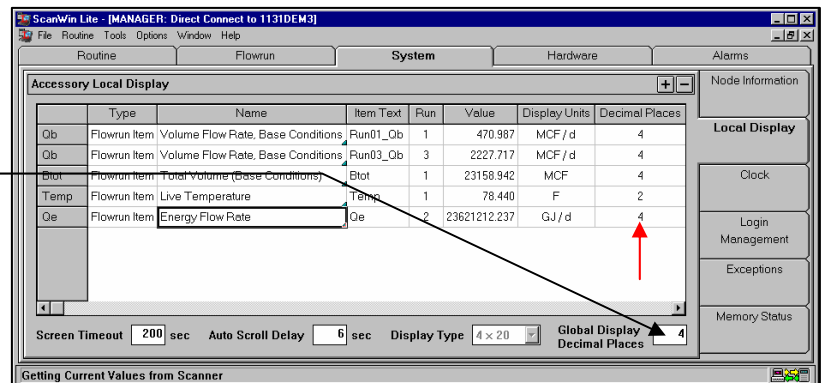 ScanWin Lite - [MANAGER: Direct Connect to 1131DEM3]
File Routine Tools Options Window Help
Routine Flowrun System Hardware Alarms
Accessory Local Display + -
Node Information
Local Display
Clock
Login
Management
Exceptions
Memory Status
Type Name Item Text Run Value Display Units Decimal Places
Qb Flowrun Item Volume Flow Rate, Base Conditions Run01_Qb 1 470.987 MCF / d 4
Qb Flowrun Item Volume Flow Rate, Base Conditions Run03_Qb 3 2227.717 MCF / d 4
Btot Flowrun Item Total Volume (Base Conditions) Btot 1 23158.942 MCF 4
Temp Flowrun Item Live Temperature Temp 1 78.440 F 2
Qe Flowrun Item Energy Flow Rate Qe 2 23621212.237 GJ / d 4
Screen Timeout 200 sec Auto Scroll Delay 6 sec Display Type 4 x 20 Global Display
Decimal Places 4
Getting Current Values from Scanner